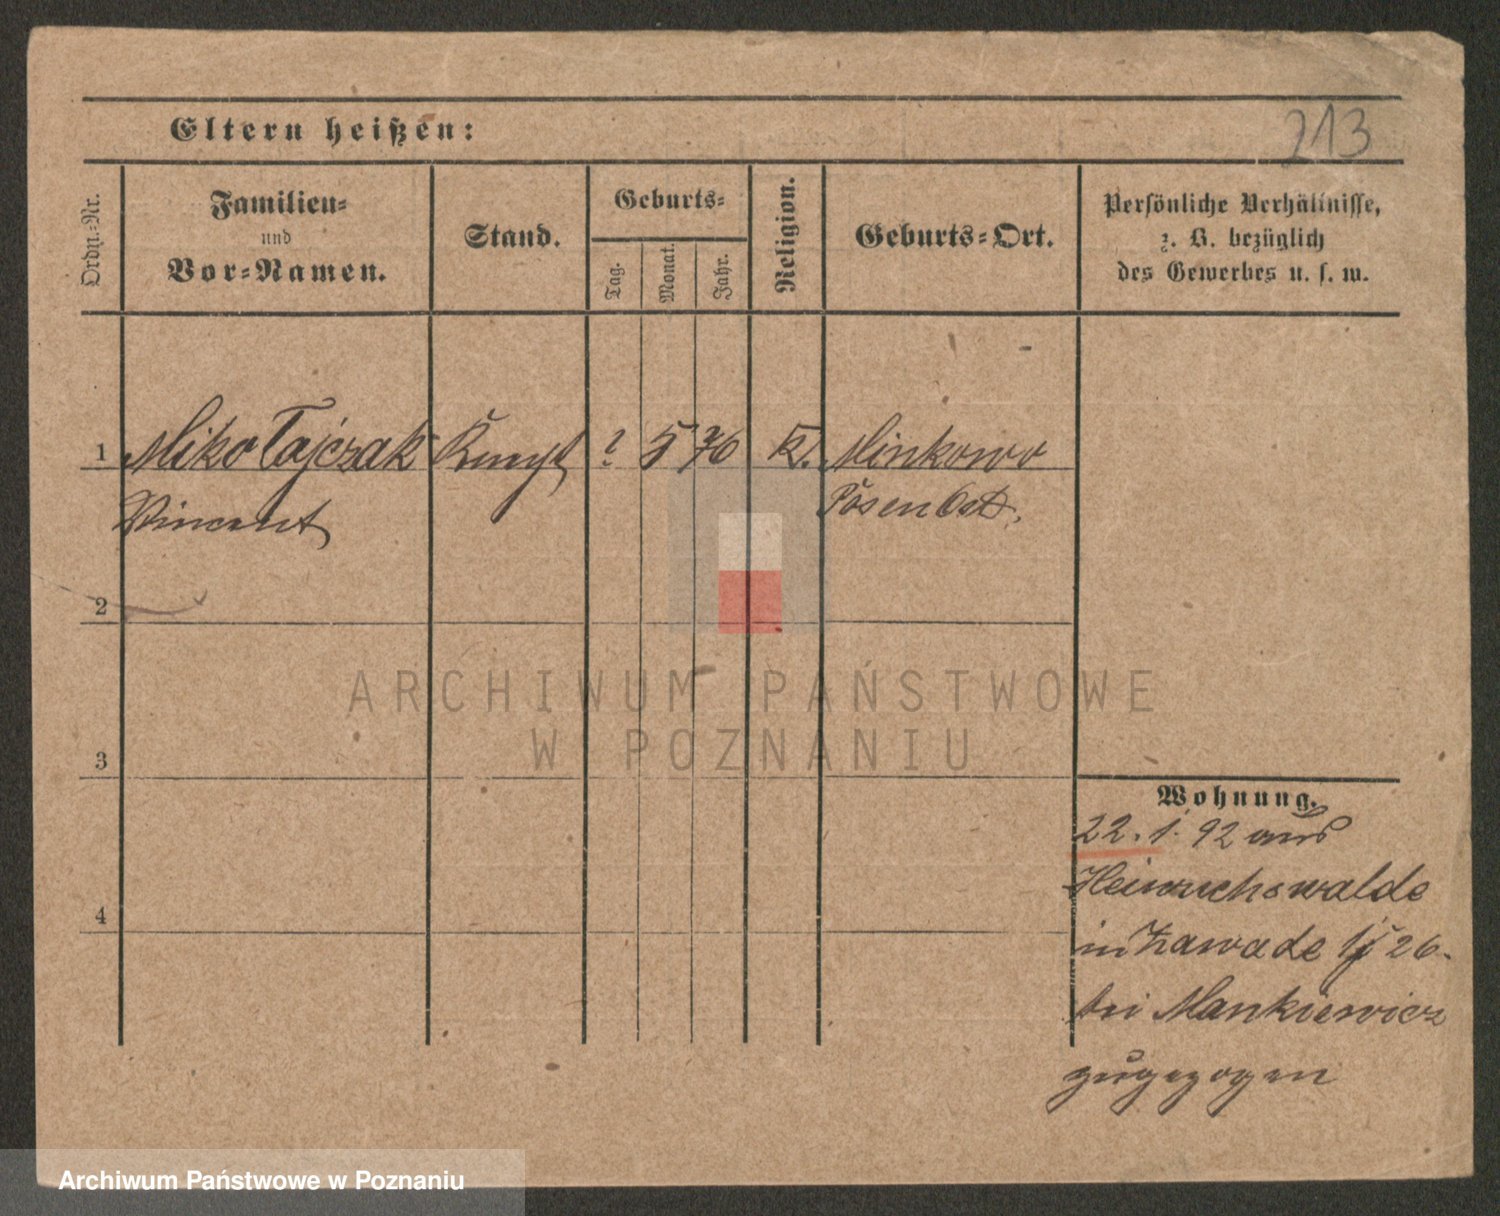 213
Eltern heißen:
Ordn.-Nr.
Familien-
und
Vor-Namen.
Stand.
Geburts-
Tag.
Monat.
Jahr.
Religion.
Geburts-Ort.
Persönliche Verhältnisse,
z. B. bezüglich
des Gewerbes u. s. w.
1 Mikołajczak ? 5 76 k. Minkowo
Vincent Posen Ost.
2
3
4
Wohnung.
22. 1. 92 aus
Heinrichswalde
in Zawade 26.
bei Mankiewicz
zugezogen
ARCHIWUM PAŃSTWOWE
W POZNANIU
Archiwum Państwowe w Poznaniu